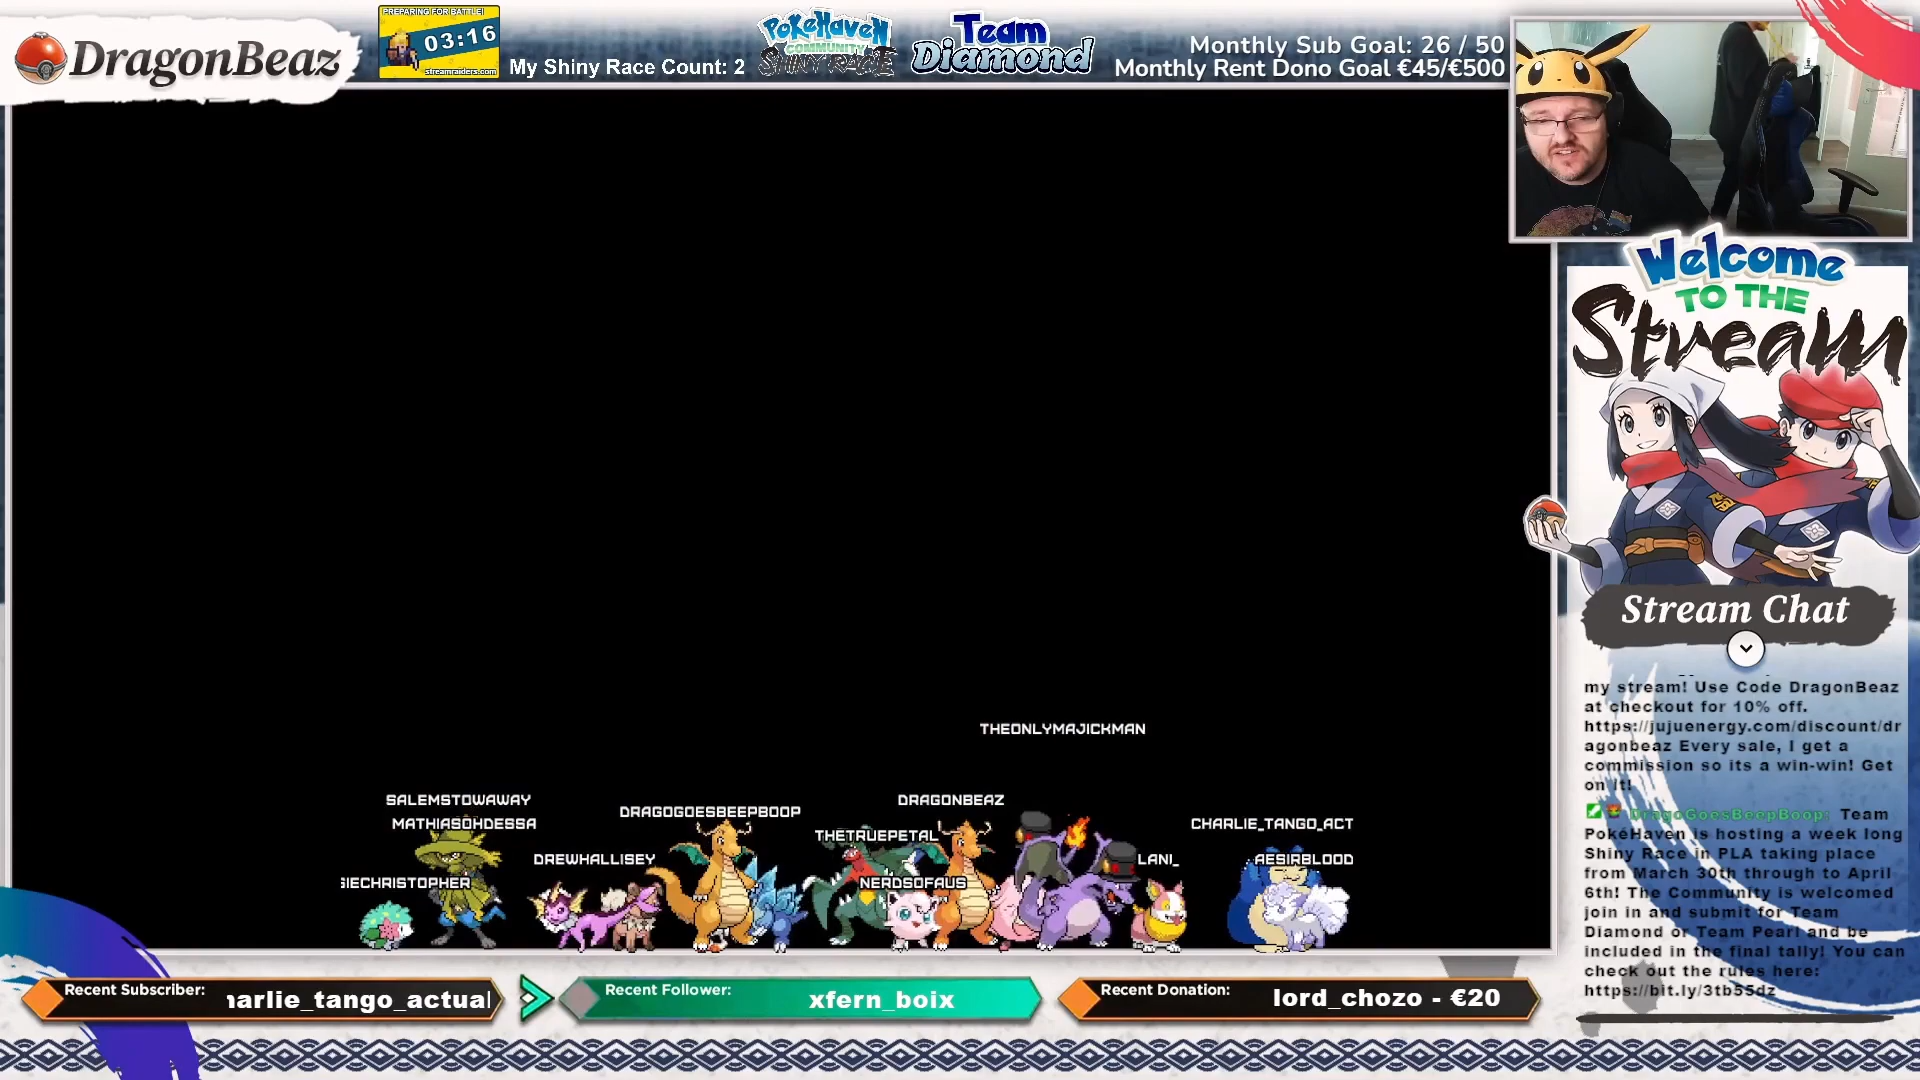 DragonBeaz
PREPARING FOR BATTLE!
03:16
streamraiders.com
My Shiny Race Count: 2
PoKéHaveN
COMMUNITY
SHINY RACE
Team
Diamond
Monthly Sub Goal: 26 / 50
Monthly Rent Dono Goal €45/€500
Welcome
TO THE
Stream
Stream Chat
my stream! Use Code DragonBeaz
at checkout for 10% off.
https://jujuenergy.com/discount/dr
agonbeaz Every sale, I get a
commission so its a win-win! Get
on it!
DragoGoesBeepBoop: Team
PokéHaven is hosting a week long
Shiny Race in PLA taking place
from March 30th through to April
6th! The Community is welcomed
join in and submit for Team
Diamond or Team Pearl and be
included in the final tally! You can
check out the rules here:
https://bit.ly/3tb55dz
THEONLYMAJICKMAN
SALEMSTOWAWAY
MATHIASOHDESSA
DRAGOGOESBEEPBOOP
DRAGONBEAZ
THETRUEPETAL
CHARLIE_TANGO_ACT
DREWHALLISEY
LANI_
AESIRBLOOD
GIECHRISTOPHER
NERDSOFAUS
Recent Subscriber:
harlie_tango_actual
Recent Follower:
xfern_boix
Recent Donation:
lord_chozo - €20